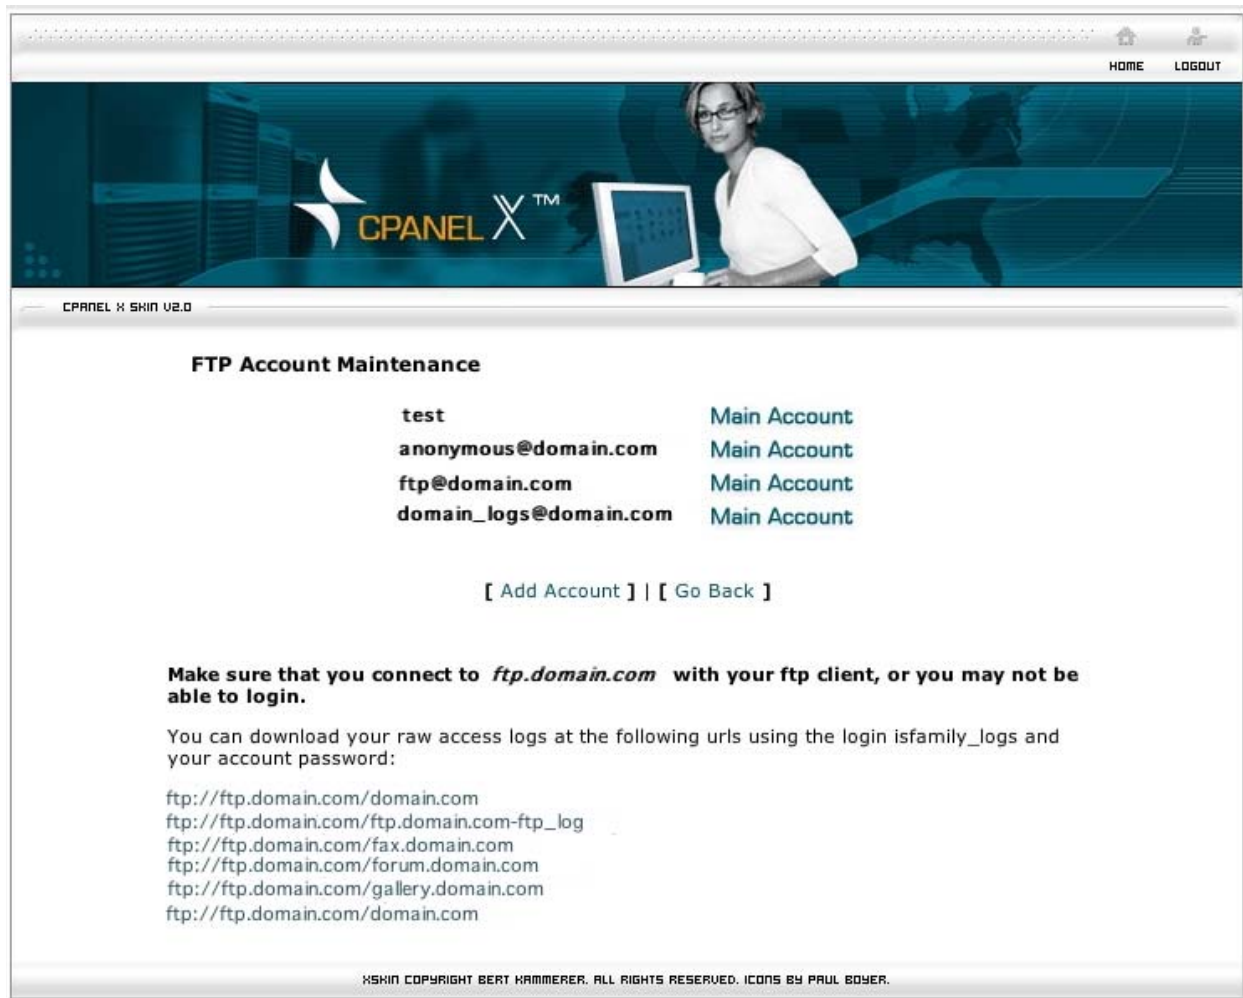 HOME LOGOUT
CPANEL X ™
CPANEL X SKIN V2.0
FTP Account Maintenance
test Main Account
anonymous@domain.com Main Account
ftp@domain.com Main Account
domain_logs@domain.com Main Account
[ Add Account ] | [ Go Back ]
Make sure that you connect to ftp.domain.com with your ftp client, or you may not be
able to login.
You can download your raw access logs at the following urls using the login isfamily_logs and
your account password:
ftp://ftp.domain.com/domain.com
ftp://ftp.domain.com/ftp.domain.com-ftp_log
ftp://ftp.domain.com/fax.domain.com
ftp://ftp.domain.com/forum.domain.com
ftp://ftp.domain.com/gallery.domain.com
ftp://ftp.domain.com/domain.com
XSKIN COPYRIGHT BERT KAMMERER. ALL RIGHTS RESERVED. ICONS BY PAUL BOYER.